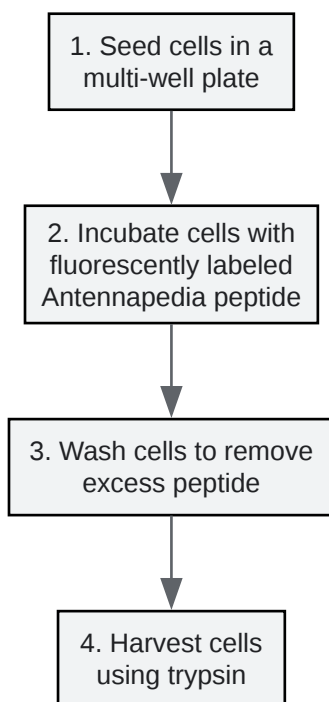 1. Seed cells in a
multi-well plate
2. Incubate cells with
fluorescently labeled
Antennapedia peptide
3. Wash cells to remove
excess peptide
4. Harvest cells
using trypsin